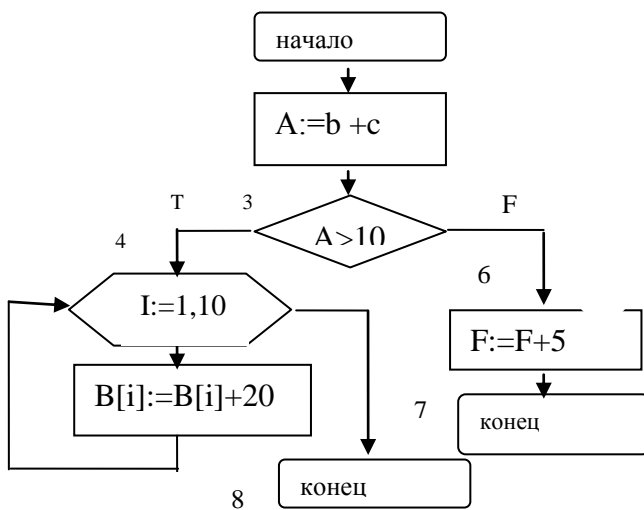 начало
A:=b +c
T
3
A>10
F
4
I:=1,10
6
F:=F+5
B[i]:=B[i]+20
7
конец
8
конец